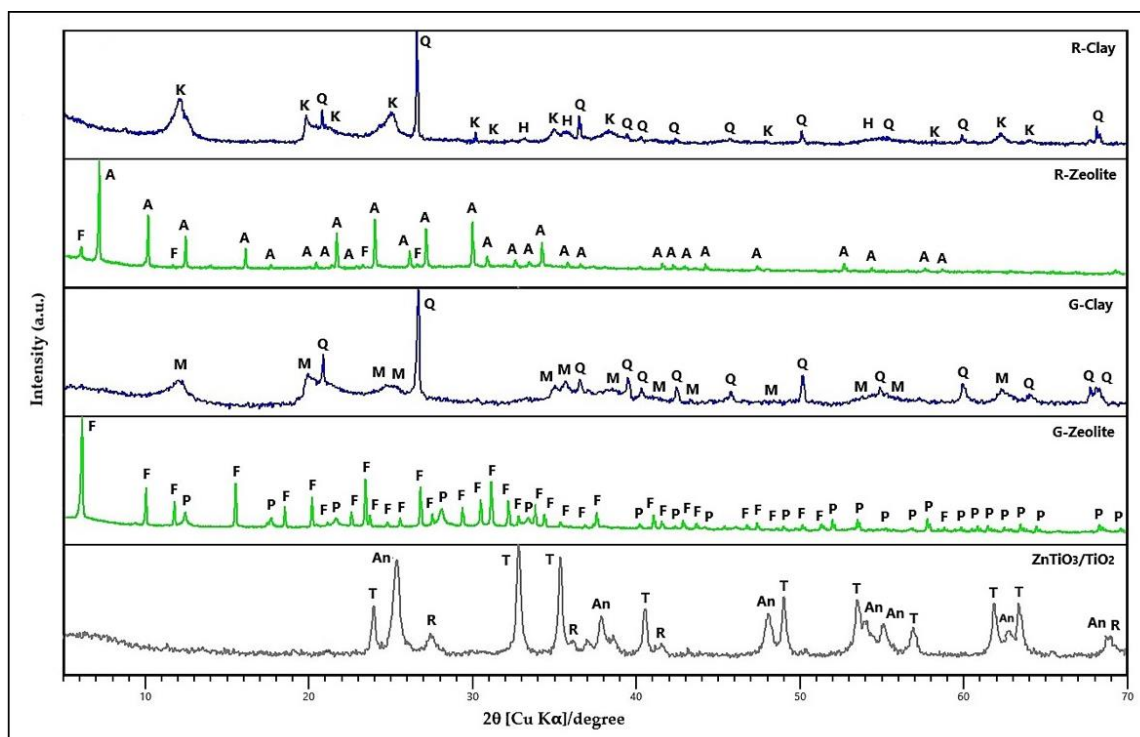 R-Clay
K K Q K K Q K K H K H Q K Q Q Q Q K Q H Q K Q K K Q
R-Zeolite
F A A F A A A A A A A F A A F A A A A A A A A A A A A A A A A A
G-Clay
M M Q M M Q M M Q M Q Q M Q M Q M Q M Q M Q M Q Q Q
G-Zeolite
F F F P F P F F F P F F F F F F F P F F F F F P F F F F F P F F P F F P F F F P F F P P P P P F P P P P P P P P
ZnTiO₃/TiO₂
T An R T T R An T R An T T An An T T An T An R
Intensity (a.u.)
10 20 30 40 50 60 70
2θ [Cu Kα]/degree